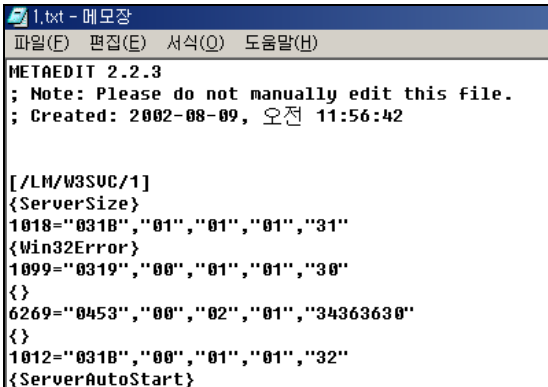 1.txt - 메모장
파일(F) 편집(E) 서식(O) 도움말(H)
METAEDIT 2.2.3
; Note: Please do not manually edit this file.
; Created: 2002-08-09, 오전 11:56:42
[/LM/W3SVC/1]
{ServerSize}
1018="031B","01","01","01","31"
{Win32Error}
1099="0319","00","01","01","30"
{}
6269="0453","00","02","01","34363630"
{}
1012="031B","00","01","01","32"
{ServerAutoStart}